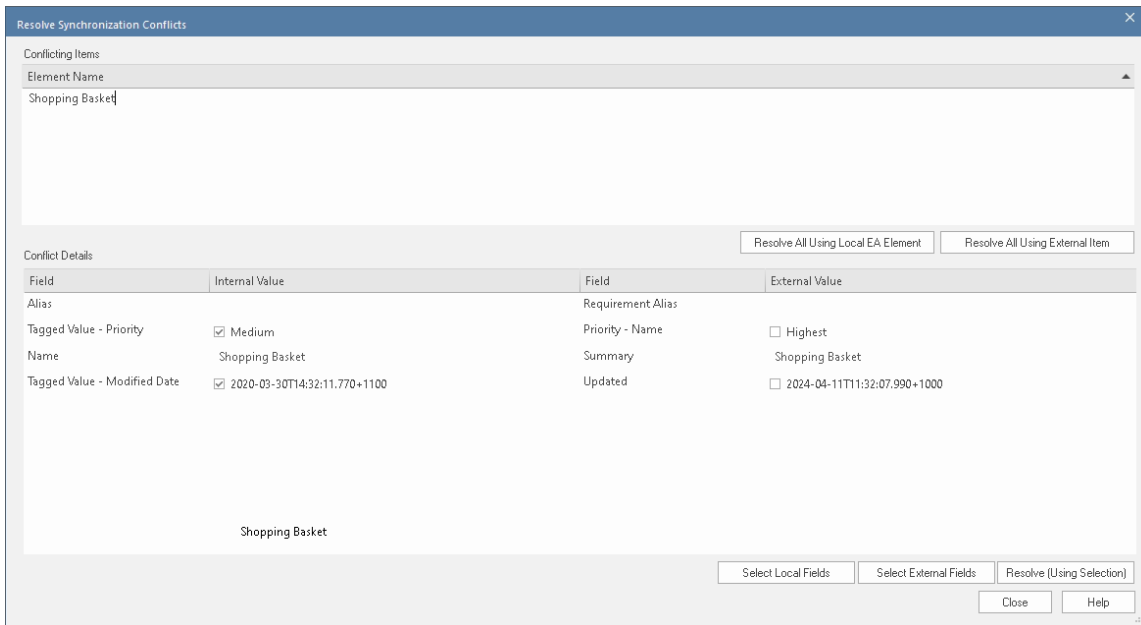 Resolve Synchronization Conflicts
Conflicting Items
Element Name
Shopping Basket
Resolve All Using Local EA Element Resolve All Using External Item
Conflict Details
Field Internal Value Field External Value
Alias Requirement Alias
Tagged Value - Priority Medium Priority - Name Highest
Name Shopping Basket Summary Shopping Basket
Tagged Value - Modified Date 2020-03-30T14:32:11.770+1100 Updated 2024-04-11T11:32:07.990+1000
Shopping Basket
Select Local Fields Select External Fields Resolve (Using Selection)
Close Help